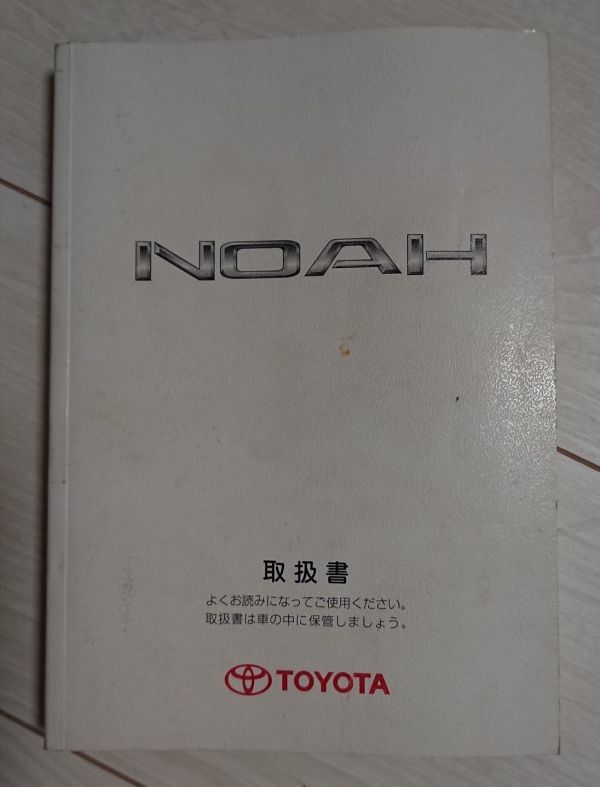 NOAH
取扱書
よくお読みになってご使用ください。
取扱書は車の中に保管しましょう。
TOYOTA